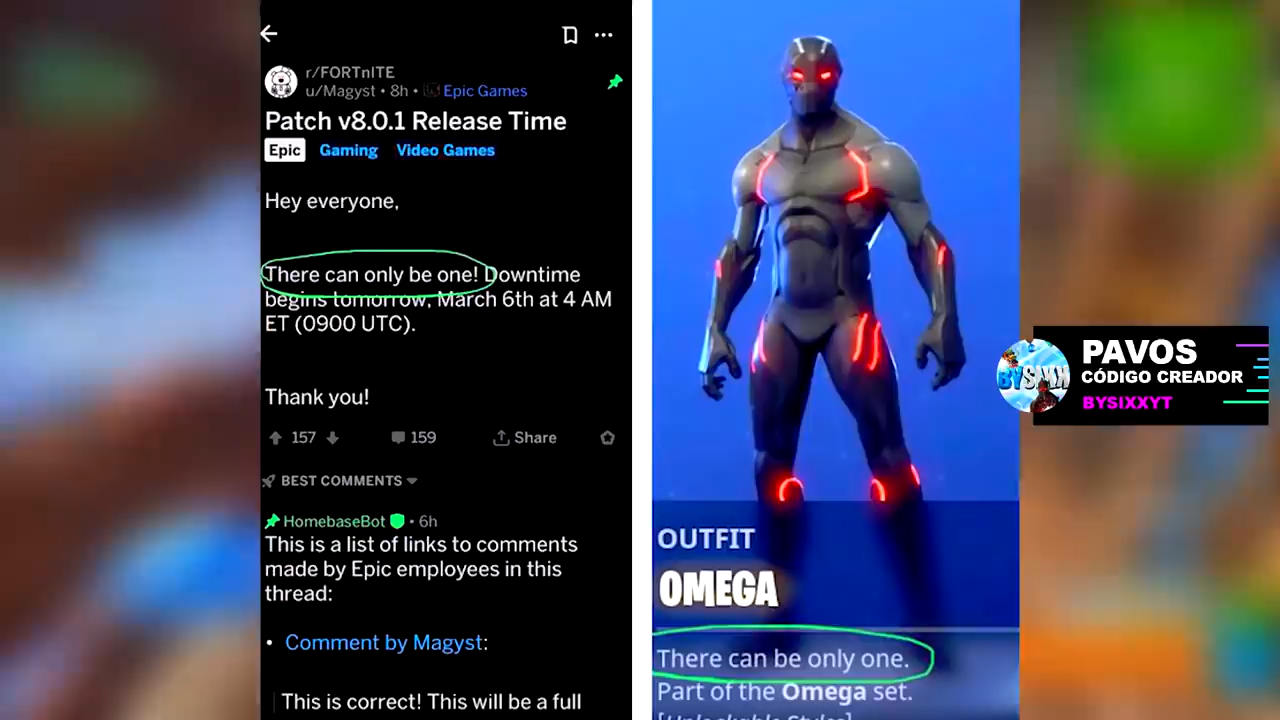 r/FORTnITE
u/Magyst • 8h • Epic Games
Patch v8.0.1 Release Time
Epic Gaming Video Games
Hey everyone,
There can only be one! Downtime
begins tomorrow, March 6th at 4 AM
ET (0900 UTC).
Thank you!
157 159 Share
BEST COMMENTS
HomebaseBot • 6h
This is a list of links to comments
made by Epic employees in this
thread:
• Comment by Magyst:
This is correct! This will be a full
OUTFIT
OMEGA
There can be only one.
Part of the Omega set.
[Unlockable Styles]
BYSIXX
PAVOS
CÓDIGO CREADOR
BYSIXXYT